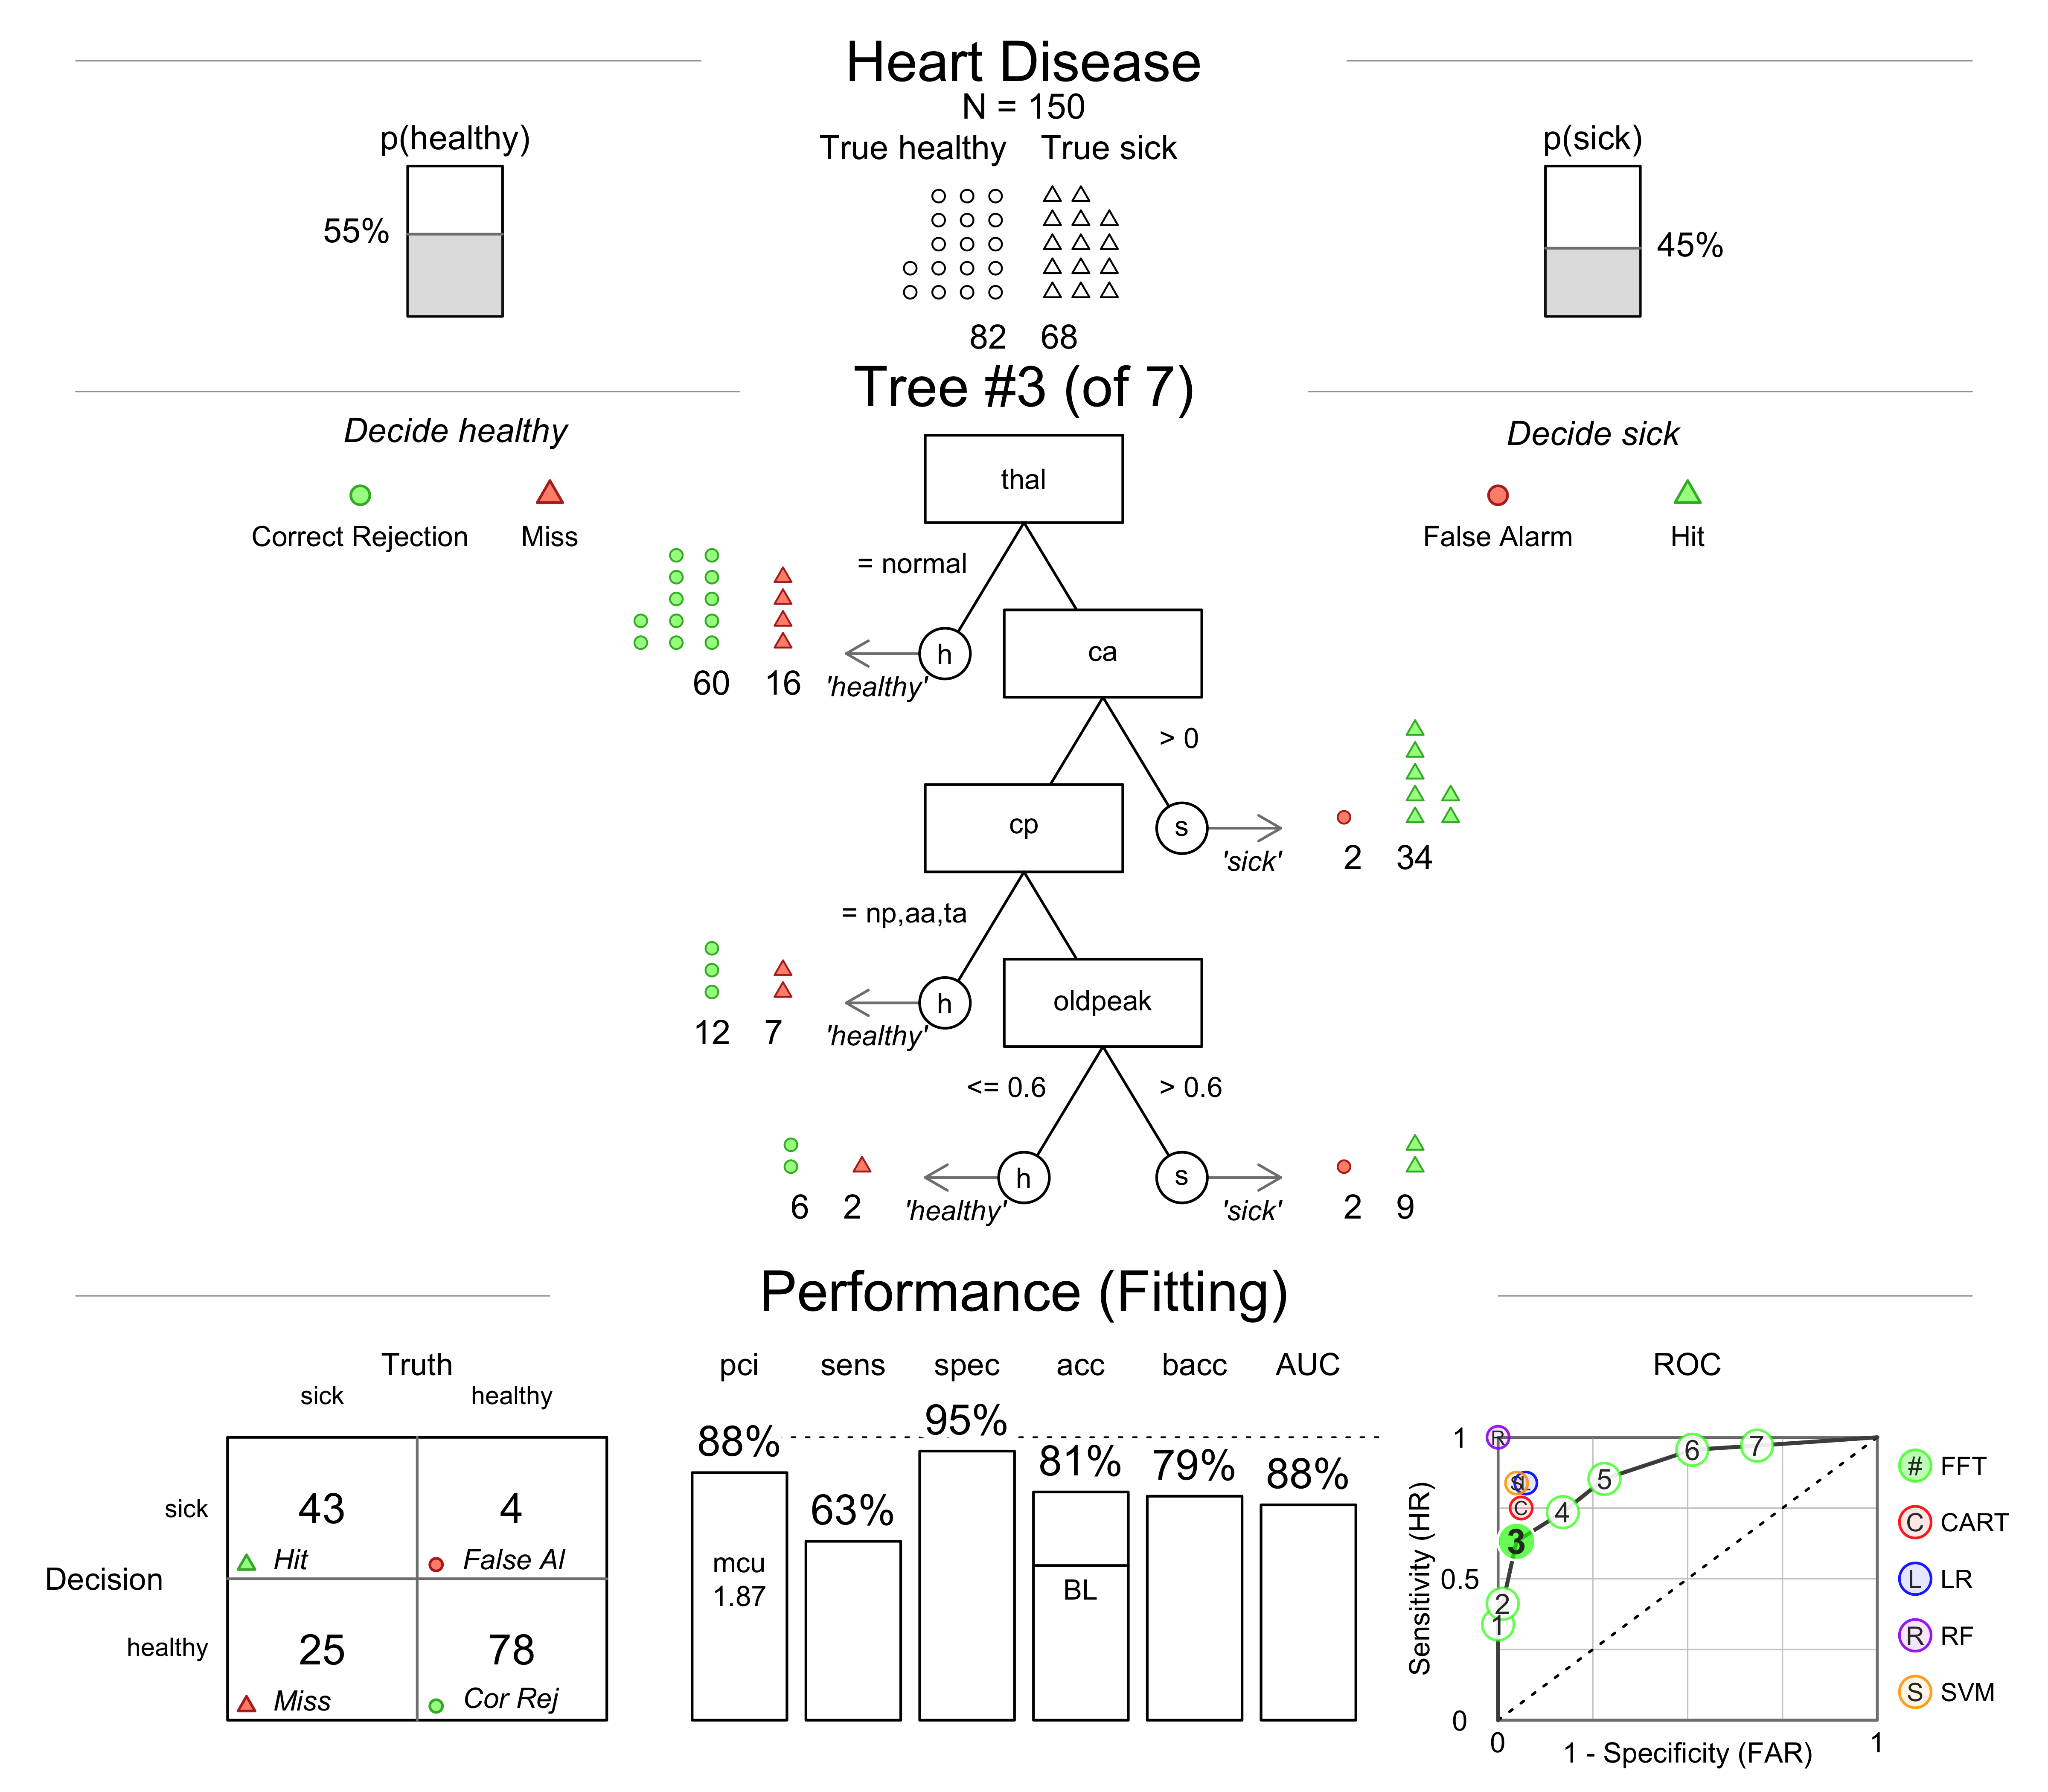 Heart Disease
N = 150
p(healthy)
True healthy
True sick
p(sick)
55%
45%
82
68
Tree #3 (of 7)
Decide healthy
Decide sick
Correct Rejection
Miss
False Alarm
Hit
thal
= normal
h
'healthy'
60
16
ca
> 0
s
'sick'
2
34
cp
= np,aa,ta
h
'healthy'
12
7
oldpeak
<= 0.6
> 0.6
h
'healthy'
6
2
s
'sick'
2
9
Performance (Fitting)
Truth
sick
healthy
Decision
sick
43
Hit
4
False Al
healthy
25
Miss
78
Cor Rej
pci
sens
spec
acc
bacc
AUC
88%
63%
95%
81%
79%
88%
mcu
1.87
BL
ROC
Sensitivity (HR)
1
0.5
0
0
1
1 - Specificity (FAR)
R
S
C
1
2
3
4
5
6
7
# FFT
C CART
L LR
R RF
S SVM